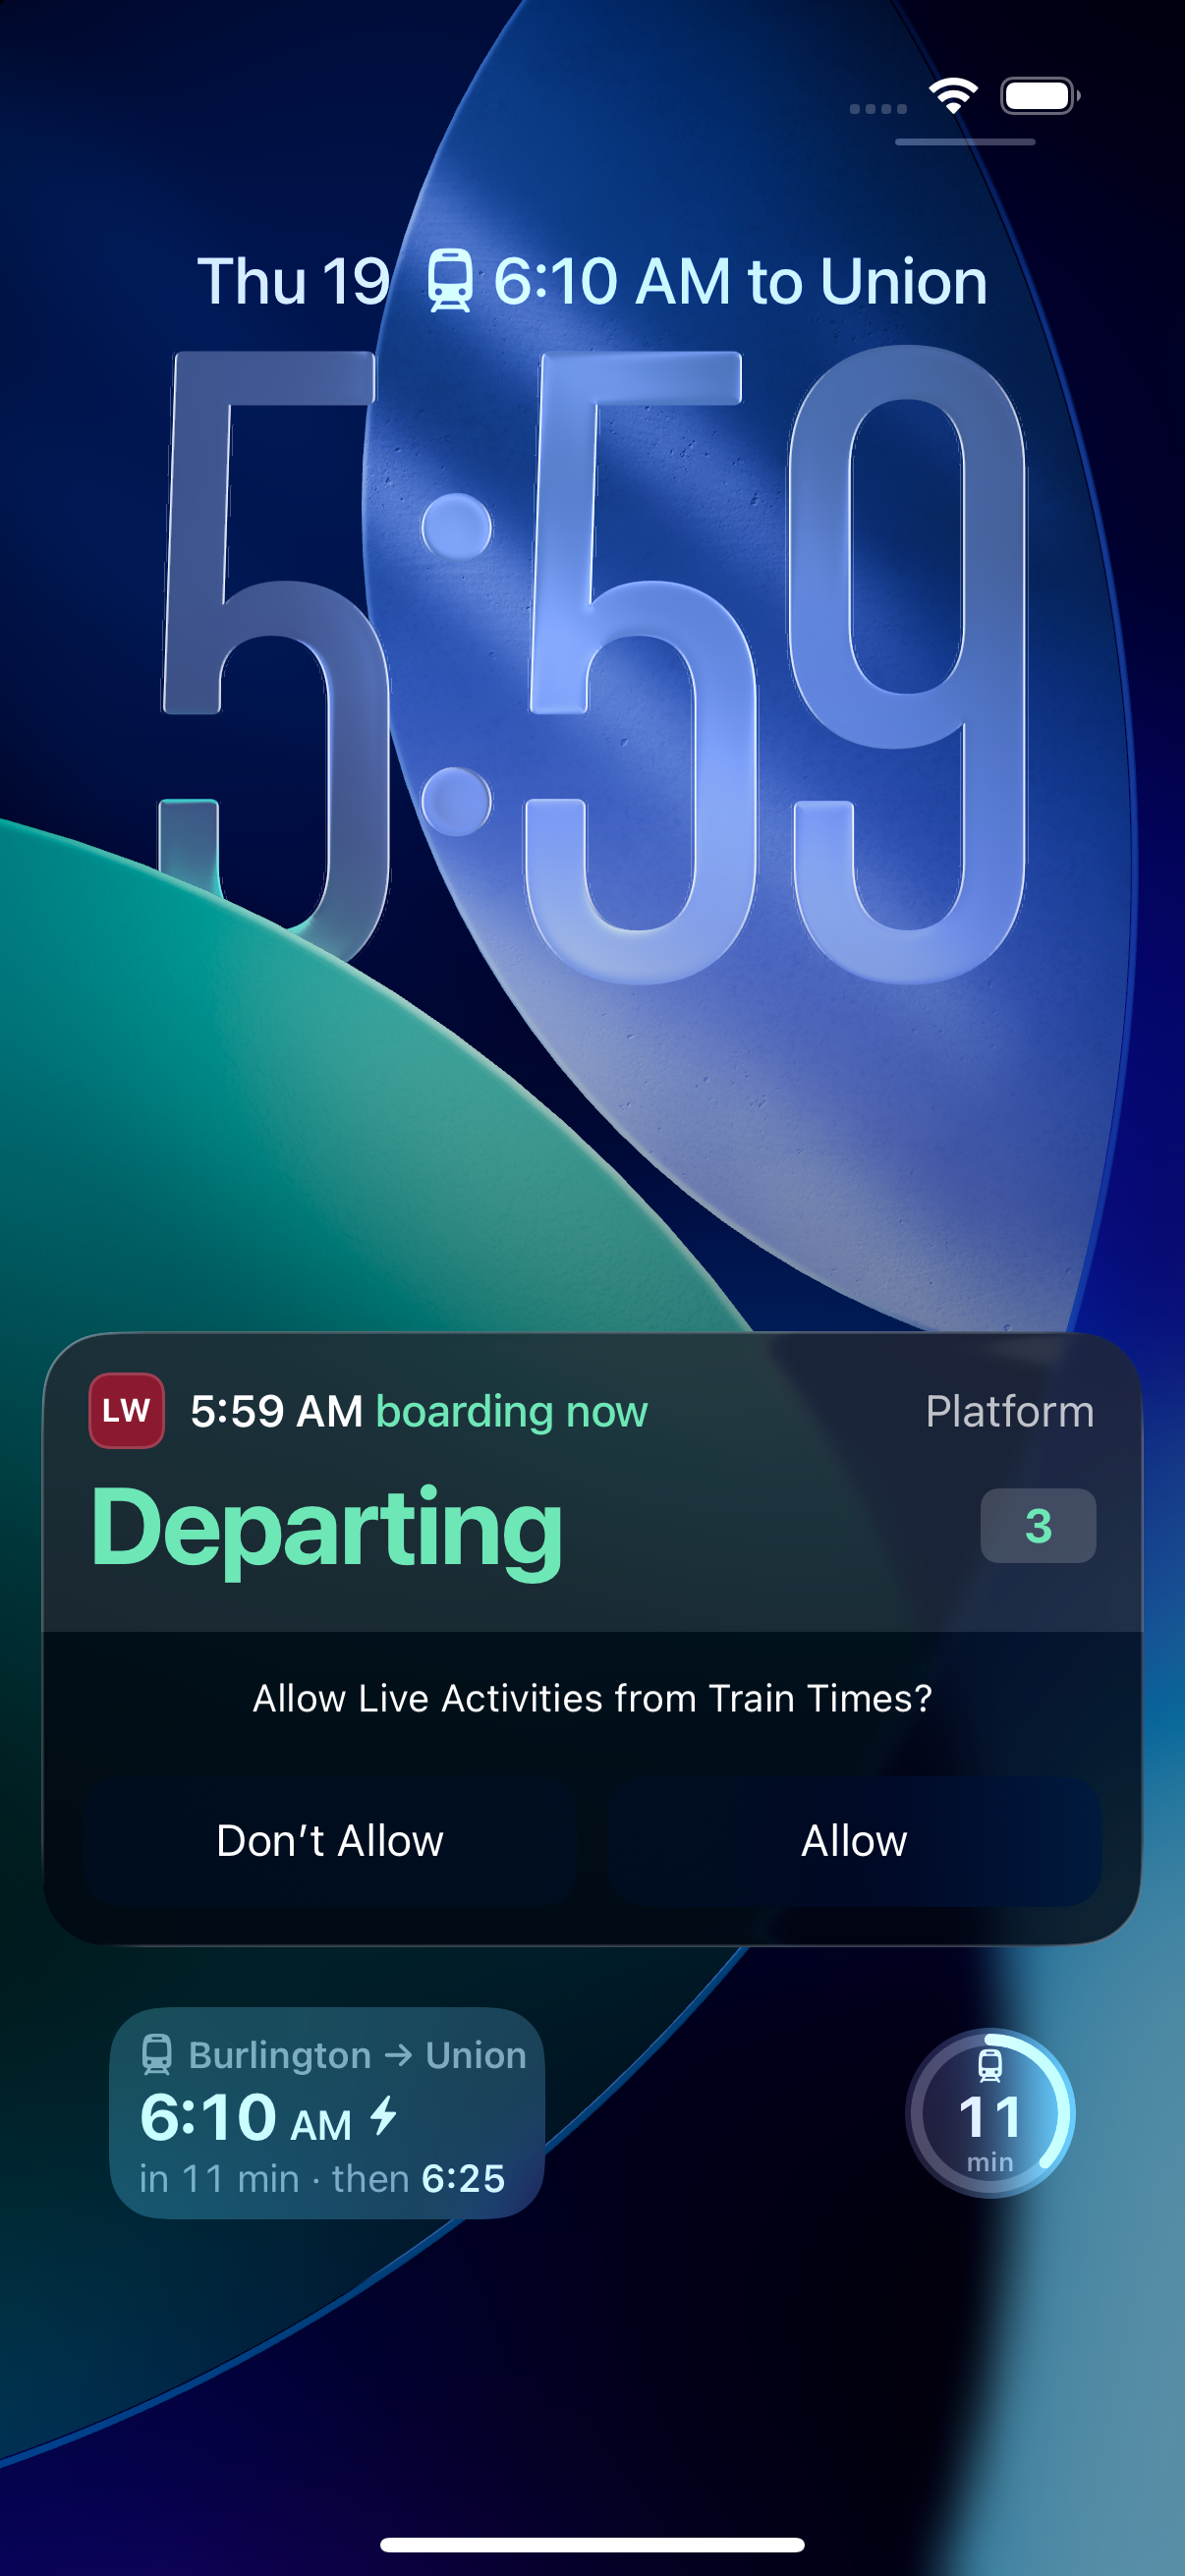 Thu 19 6:10 AM to Union
5:59
LW 5:59 AM boarding now Platform
Departing 3
Allow Live Activities from Train Times?
Don’t Allow Allow
Burlington → Union
6:10 AM
in 11 min · then 6:25
11
min